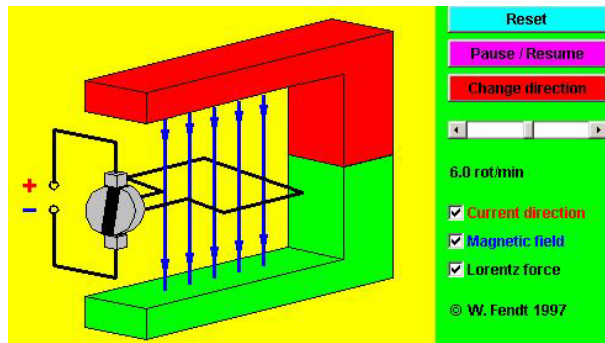 Reset
Pause / Resume
Change direction
+
−
6.0 rot/min
Current direction
Magnetic field
Lorentz force
© W. Fendt 1997